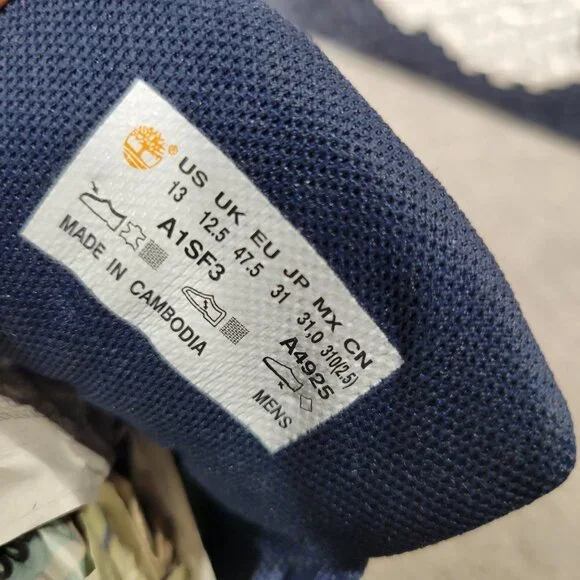 ®
US UK EU JP MX CN
13 12.5 47.5 31 31,0 310(2.5)
A1SF3 A4925
MADE IN CAMBODIA
MENS